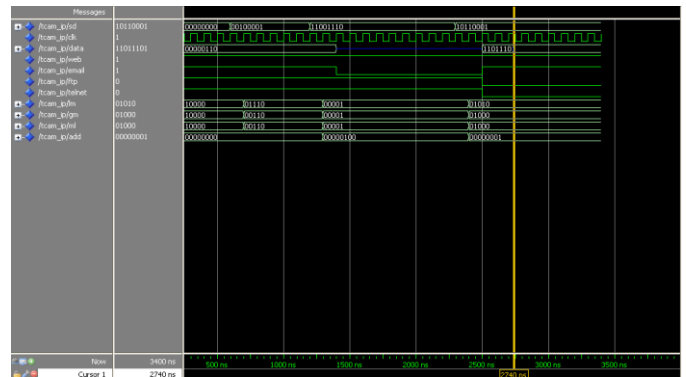 Messages
/tcam_ip/sd 10110001 00000000 00100001 11001110 10110001
/tcam_ip/clk 1
/tcam_ip/data 11011101 00000110 11011101
/tcam_ip/web 1
/tcam_ip/email 1
/tcam_ip/ftp 0
/tcam_ip/telnet 0
/tcam_ip/lm 01010 10000 01110 00001 01010
/tcam_ip/gm 01000 10000 00110 00001 01000
/tcam_ip/ml 01000 10000 00110 00001 01000
/tcam_ip/add 00000001 00000000 00000100 00000001
Now 3400 ns 500 ns 1000 ns 1500 ns 2000 ns 2500 ns 3000 ns 3500 ns
Cursor 1 2740 ns 2740 ns